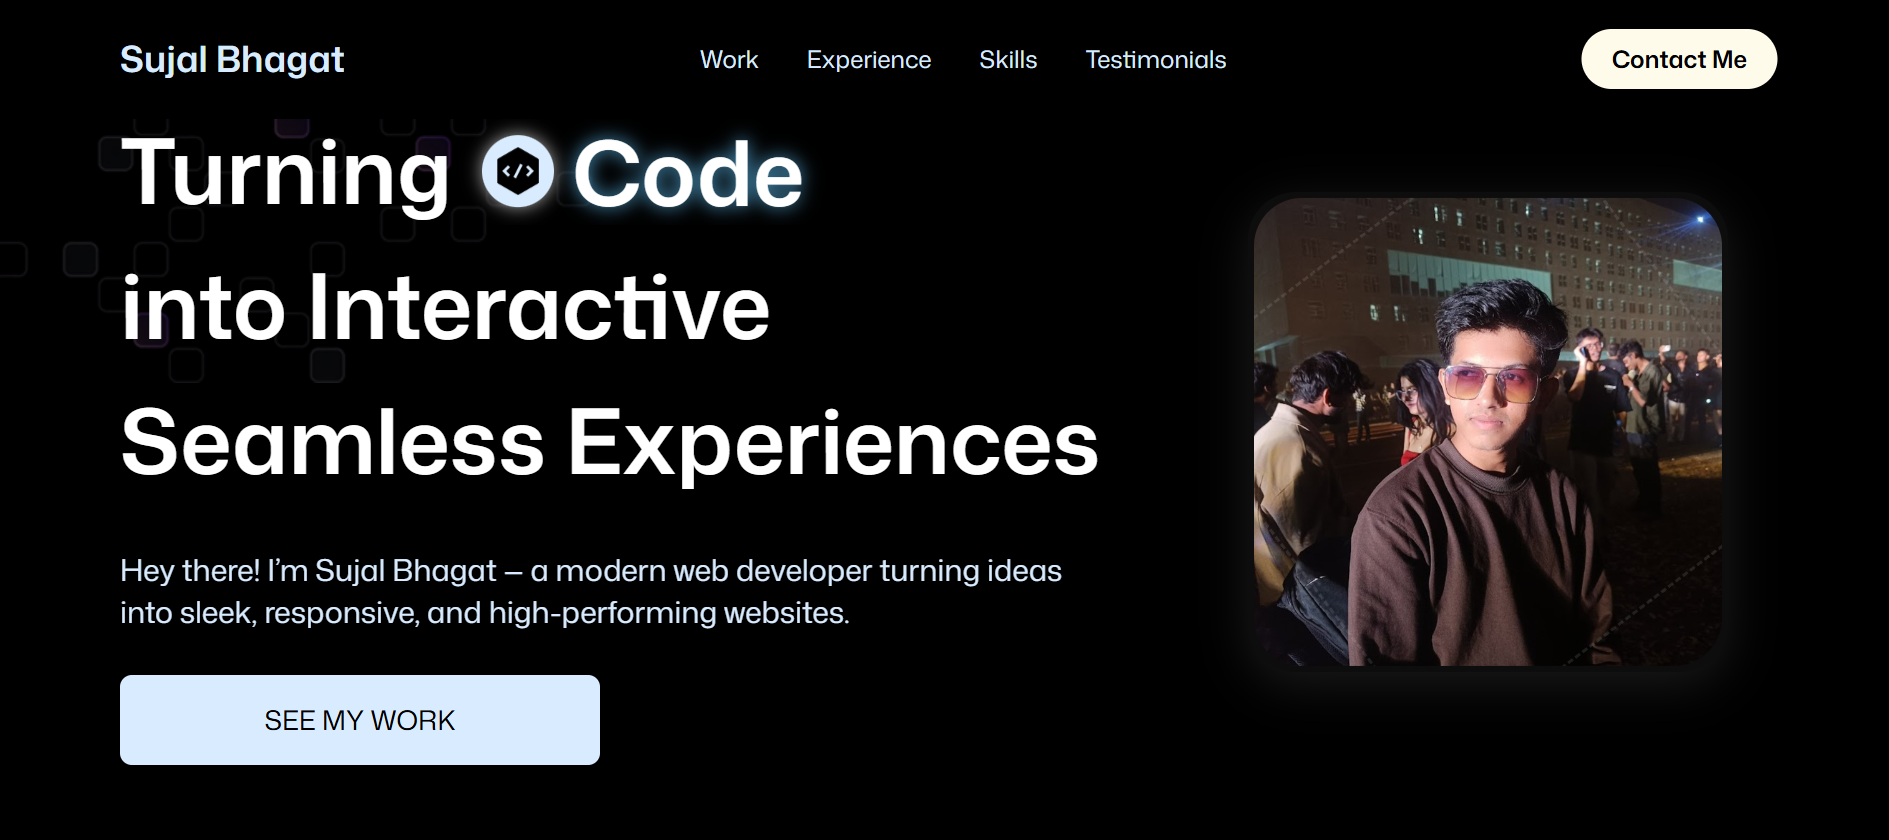 Sujal Bhagat
Work
Experience
Skills
Testimonials
Contact Me
Turning </> Code
into Interactive
Seamless Experiences
Hey there! I’m Sujal Bhagat – a modern web developer turning ideas
into sleek, responsive, and high-performing websites.
SEE MY WORK